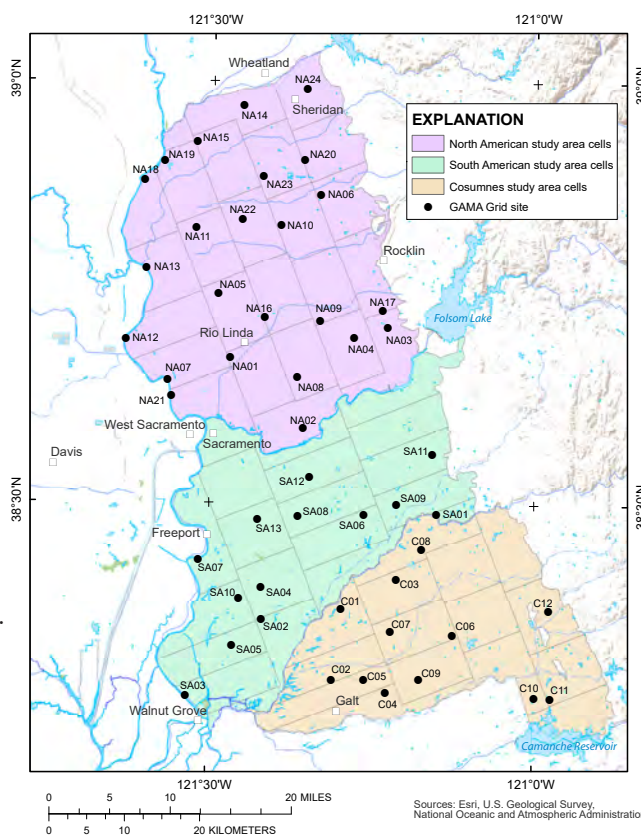 121°30'W
121°0'W
39°0'N
Wheatland
NA24
Sheridan
NA14
EXPLANATION
North American study area cells
South American study area cells
Cosumnes study area cells
GAMA Grid site
NA15
NA19
NA20
NA18
NA23
NA06
NA22
NA11
NA10
Rocklin
NA13
NA05
NA17
NA16
NA09
Folsom Lake
NA12
Rio Linda
NA04
NA03
NA01
NA07
NA08
NA21
NA02
West Sacramento
Sacramento
Davis
SA11
SA12
38°30'N
38°30'N
SA09
SA08
SA13
SA06
SA01
Freeport
C08
SA07
SA04
C03
SA10
C01
C12
SA02
C07
C06
SA05
C02
C05
C09
SA03
C04
C10
C11
Walnut Grove
Galt
Camanche Reservoir
121°30'W
121°0'W
0 5 10 20 MILES
0 5 10 20 KILOMETERS
Sources: Esri, U.S. Geological Survey,
National Oceanic and Atmospheric Administratio